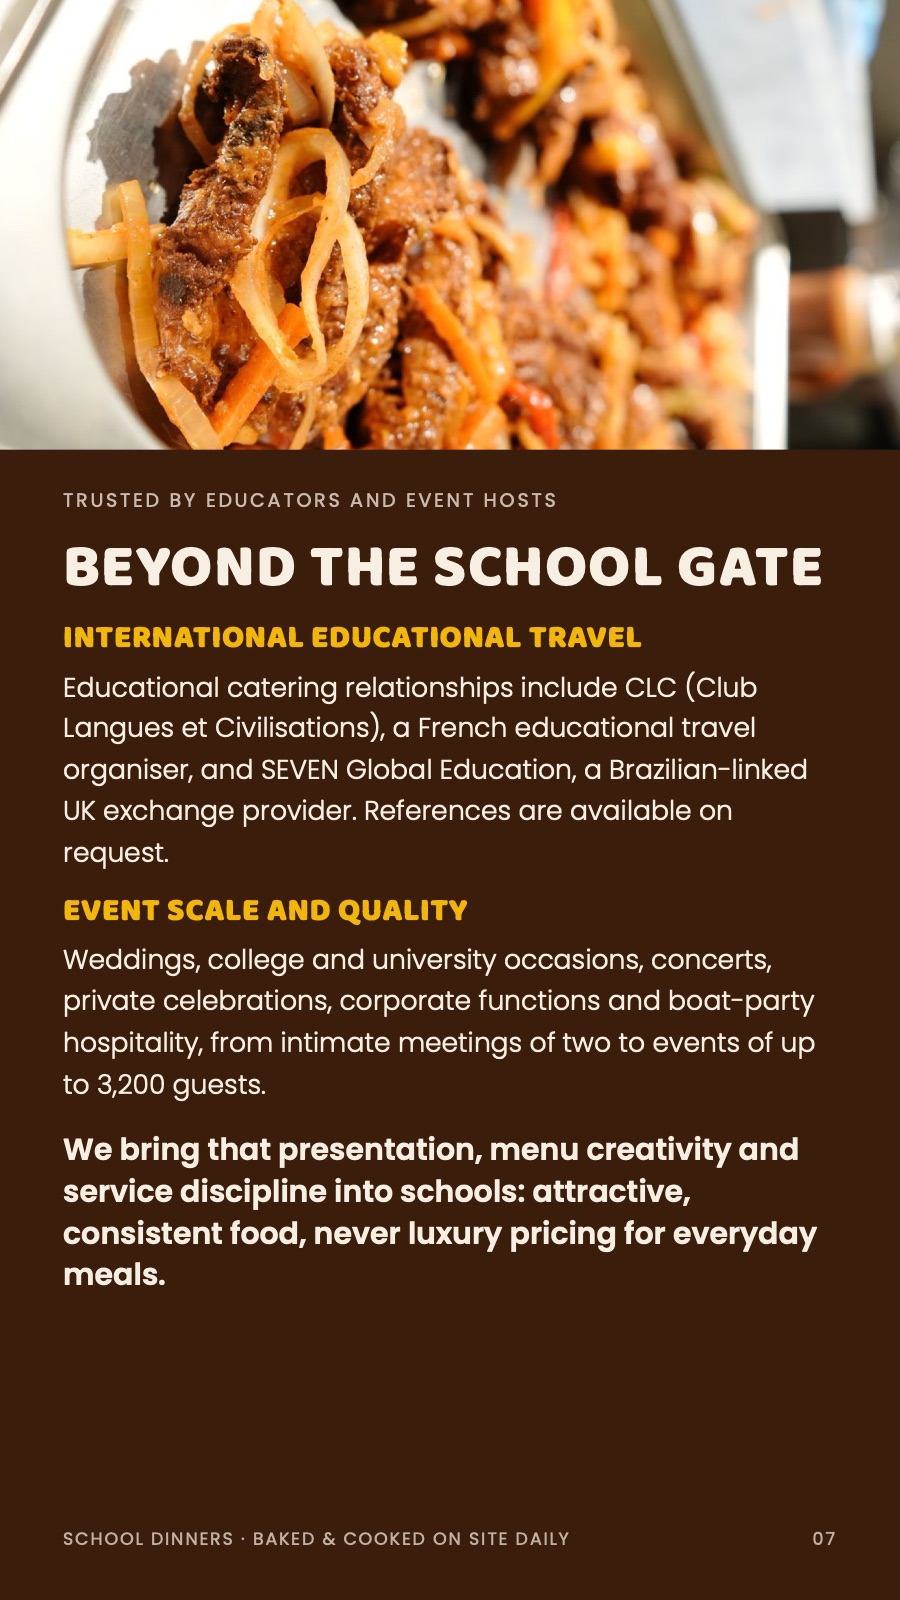 TRUSTED BY EDUCATORS AND EVENT HOSTS
BEYOND THE SCHOOL GATE
INTERNATIONAL EDUCATIONAL TRAVEL
Educational catering relationships include CLC (Club
Langues et Civilisations), a French educational travel
organiser, and SEVEN Global Education, a Brazilian-linked
UK exchange provider. References are available on
request.
EVENT SCALE AND QUALITY
Weddings, college and university occasions, concerts,
private celebrations, corporate functions and boat-party
hospitality, from intimate meetings of two to events of up
to 3,200 guests.
We bring that presentation, menu creativity and
service discipline into schools: attractive,
consistent food, never luxury pricing for everyday
meals.
SCHOOL DINNERS · BAKED & COOKED ON SITE DAILY 07